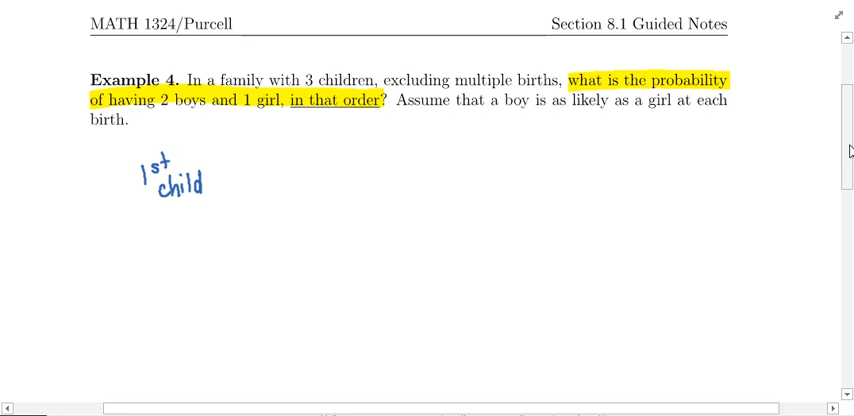 MATH 1324/Purcell Section 8.1 Guided Notes
Example 4. In a family with 3 children, excluding multiple births, what is the probability
of having 2 boys and 1 girl, in that order? Assume that a boy is as likely as a girl at each
birth.
1st
child